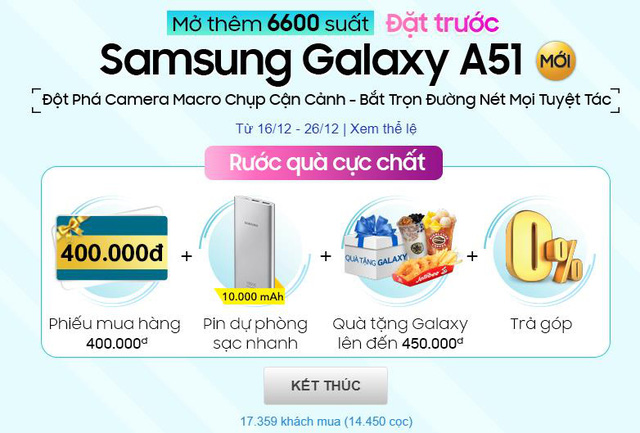 Mở thêm 6600 suất Đặt trước
Samsung Galaxy A51 MỚI
Đột Phá Camera Macro Chụp Cận Cảnh - Bắt Trọn Đường Nét Mọi Tuyệt Tác
Từ 16/12 - 26/12 | Xem thể lệ
Rước quà cực chất
400.000đ + SAMSUNG + QUÀ TẶNG GALAXY Jollibee + 0%
10.000 mAh
Phiếu mua hàng
400.000đ
Pin dự phòng
sạc nhanh
Quà tặng Galaxy
lên đến 450.000đ
Trả góp
KẾT THÚC
17.359 khách mua (14.450 cọc)